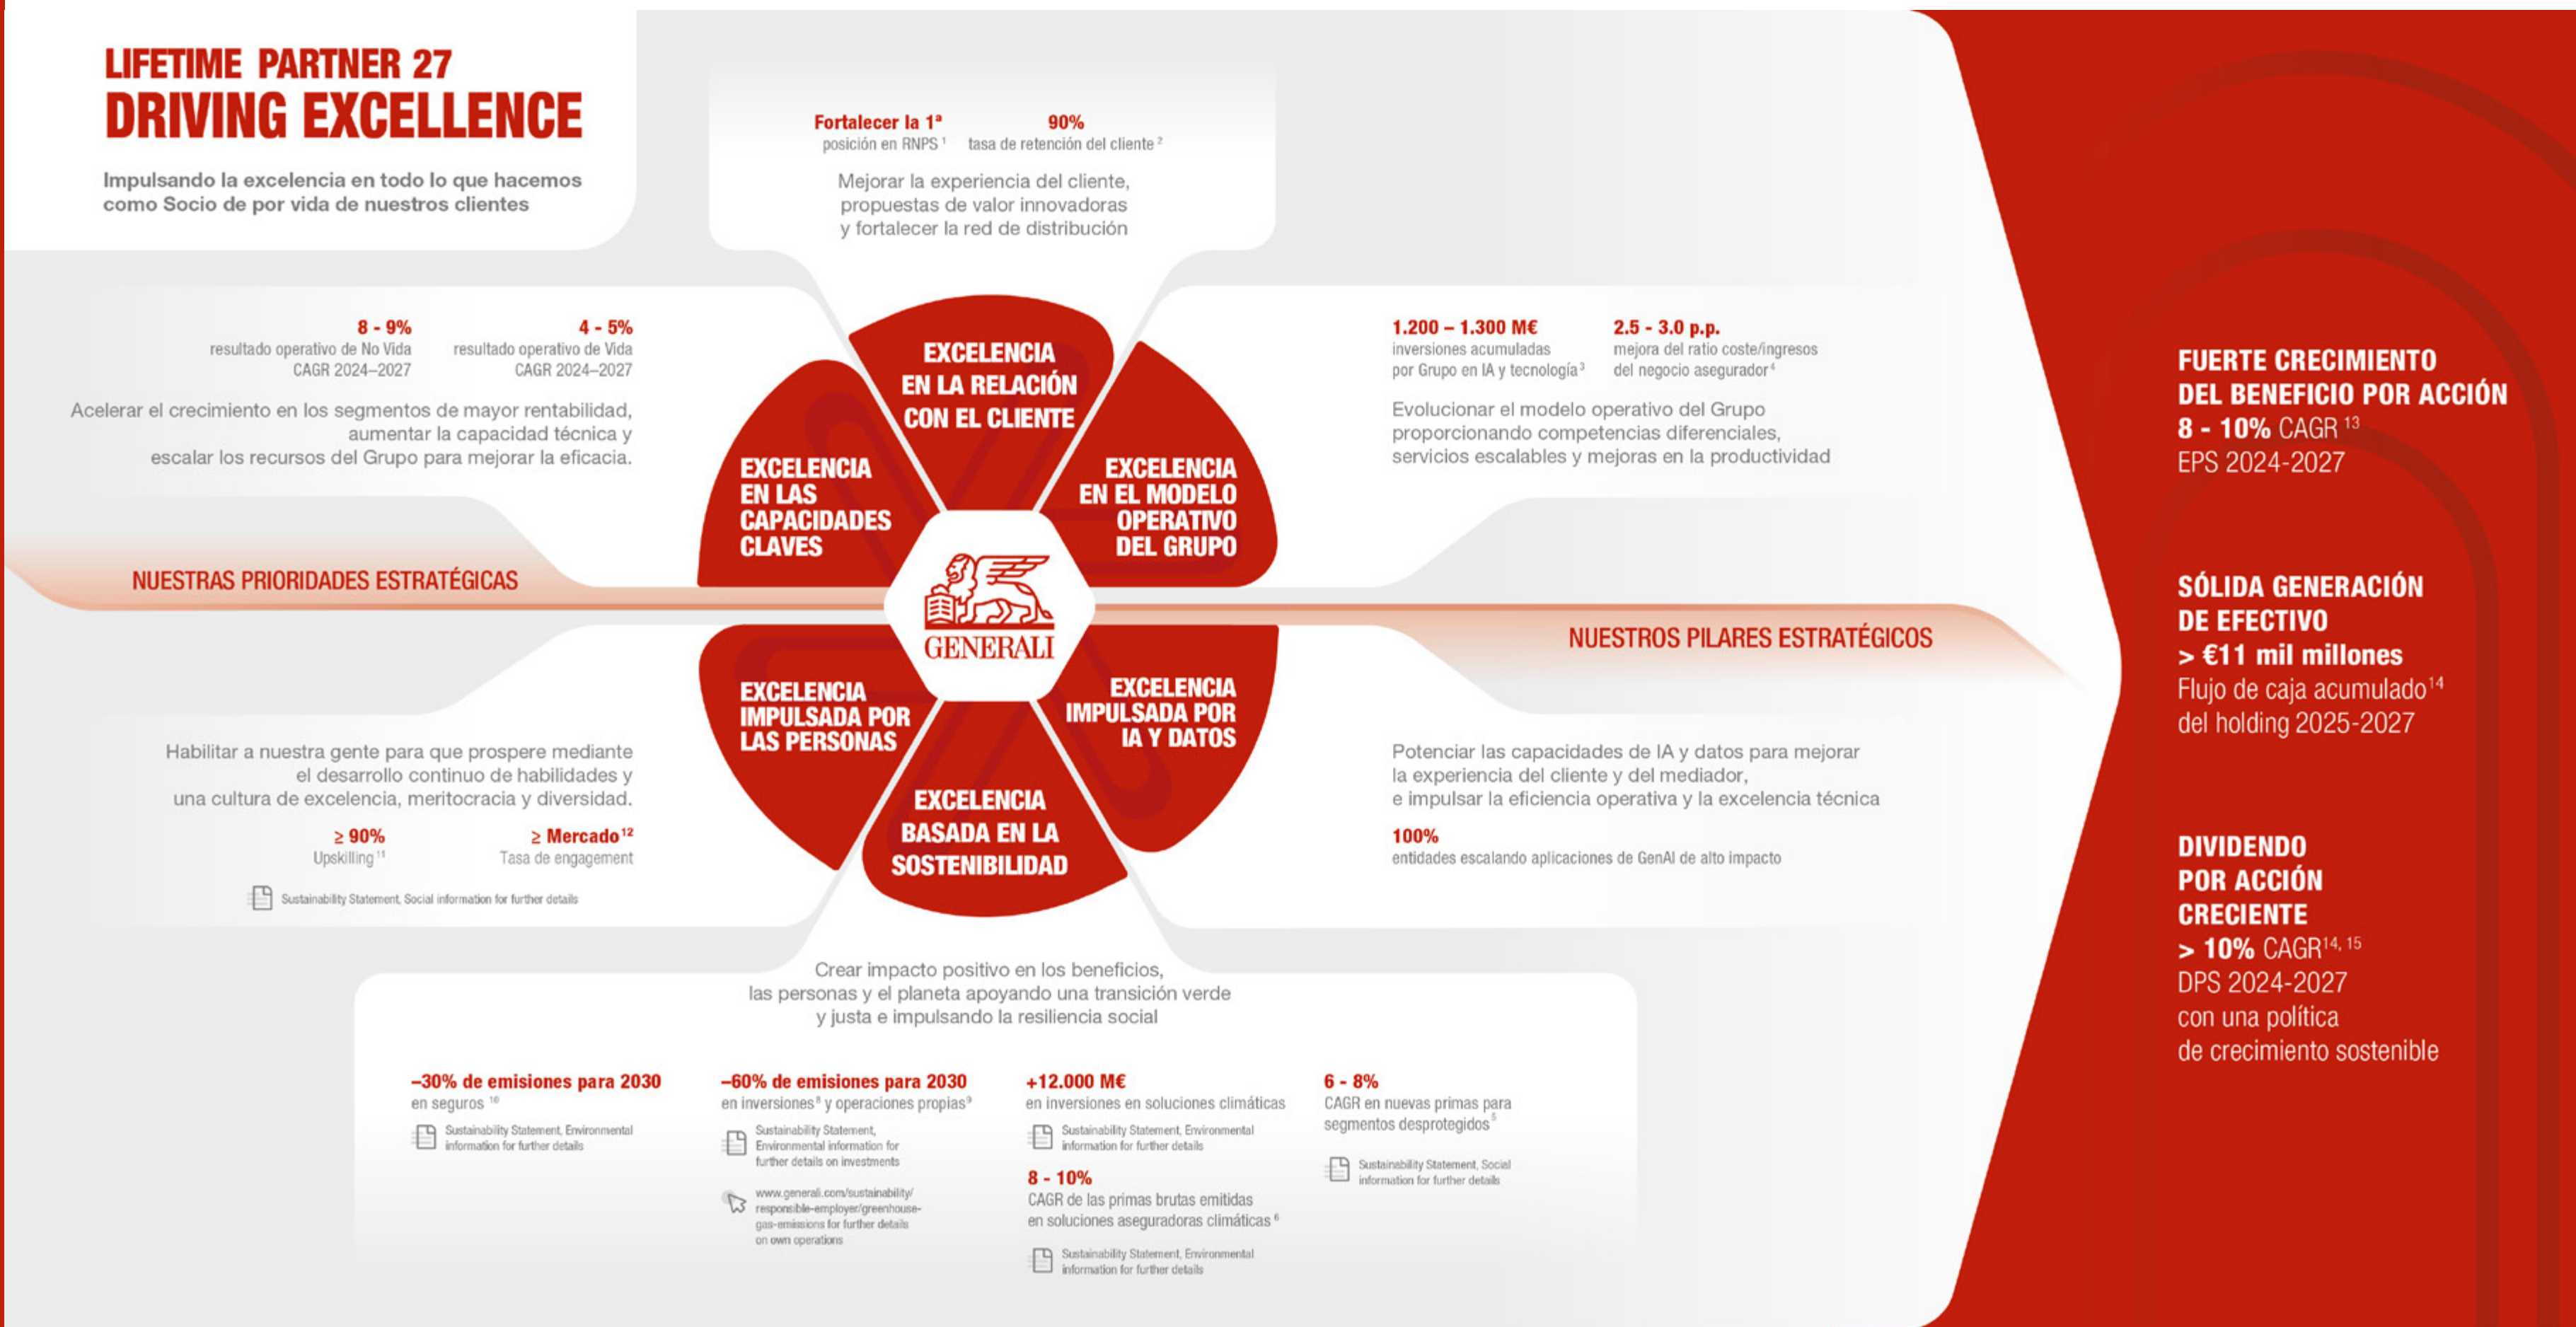 LIFETIME PARTNER 27
DRIVING EXCELLENCE
Impulsando la excelencia en todo lo que hacemos
como Socio de por vida de nuestros clientes
Fortalecer la 1ª
posición en RNPS 1
90%
tasa de retención del cliente 2
Mejorar la experiencia del cliente,
propuestas de valor innovadoras
y fortalecer la red de distribución
8 - 9%
resultado operativo de No Vida
CAGR 2024–2027
4 - 5%
resultado operativo de Vida
CAGR 2024–2027
Acelerar el crecimiento en los segmentos de mayor rentabilidad,
aumentar la capacidad técnica y
escalar los recursos del Grupo para mejorar la eficacia.
1.200 – 1.300 M€
inversiones acumuladas
por Grupo en IA y tecnología 3
2.5 - 3.0 p.p.
mejora del ratio coste/ingresos
del negocio asegurador 4
Evolucionar el modelo operativo del Grupo
proporcionando competencias diferenciales,
servicios escalables y mejoras en la productividad
EXCELENCIA
EN LA RELACIÓN
CON EL CLIENTE
EXCELENCIA
EN LAS
CAPACIDADES
CLAVES
EXCELENCIA
EN EL MODELO
OPERATIVO
DEL GRUPO
NUESTRAS PRIORIDADES ESTRATÉGICAS
GENERALI
NUESTROS PILARES ESTRATÉGICOS
EXCELENCIA
IMPULSADA POR
LAS PERSONAS
EXCELENCIA
BASADA EN LA
SOSTENIBILIDAD
EXCELENCIA
IMPULSADA POR
IA Y DATOS
Habilitar a nuestra gente para que prospere mediante
el desarrollo continuo de habilidades y
una cultura de excelencia, meritocracia y diversidad.
≥ 90%
Upskilling 11
≥ Mercado 12
Tasa de engagement
Sustainability Statement, Social information for further details
Potenciar las capacidades de IA y datos para mejorar
la experiencia del cliente y del mediador,
e impulsar la eficiencia operativa y la excelencia técnica
100%
entidades escalando aplicaciones de GenAI de alto impacto
Crear impacto positivo en los beneficios,
las personas y el planeta apoyando una transición verde
y justa e impulsando la resiliencia social
–30% de emisiones para 2030
en seguros 10
Sustainability Statement, Environmental
information for further details
–60% de emisiones para 2030
en inversiones 8 y operaciones propias 9
Sustainability Statement,
Environmental information for
further details on investments
www.generali.com/sustainability/
responsible-employer/greenhouse-
gas-emissions for further details
on own operations
+12.000 M€
en inversiones en soluciones climáticas
Sustainability Statement, Environmental
information for further details
8 - 10%
CAGR de las primas brutas emitidas
en soluciones aseguradoras climáticas 6
Sustainability Statement, Environmental
information for further details
6 - 8%
CAGR en nuevas primas para
segmentos desprotegidos 5
Sustainability Statement, Social
information for further details
FUERTE CRECIMIENTO
DEL BENEFICIO POR ACCIÓN
8 - 10% CAGR 13
EPS 2024-2027
SÓLIDA GENERACIÓN
DE EFECTIVO
> €11 mil millones
Flujo de caja acumulado 14
del holding 2025-2027
DIVIDENDO
POR ACCIÓN
CRECIENTE
> 10% CAGR 14, 15
DPS 2024-2027
con una política
de crecimiento sostenible